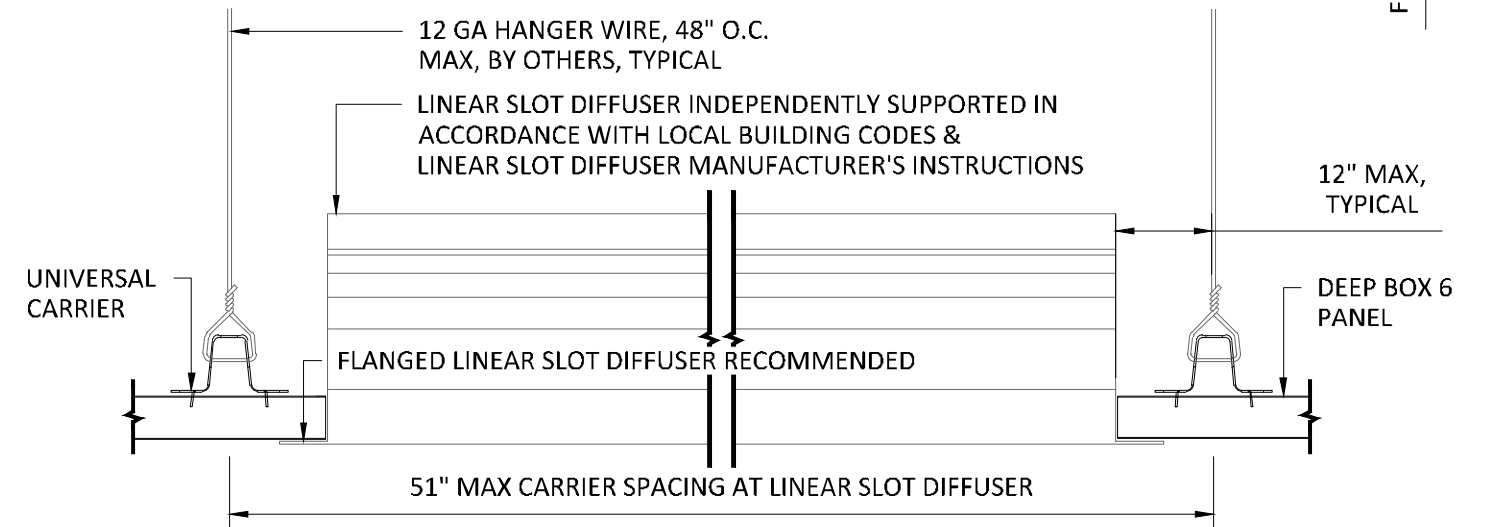 12 GA HANGER WIRE, 48" O.C.
MAX, BY OTHERS, TYPICAL
LINEAR SLOT DIFFUSER INDEPENDENTLY SUPPORTED IN
ACCORDANCE WITH LOCAL BUILDING CODES &
LINEAR SLOT DIFFUSER MANUFACTURER'S INSTRUCTIONS
12" MAX,
TYPICAL
UNIVERSAL
CARRIER
DEEP BOX 6
PANEL
FLANGED LINEAR SLOT DIFFUSER RECOMMENDED
51" MAX CARRIER SPACING AT LINEAR SLOT DIFFUSER